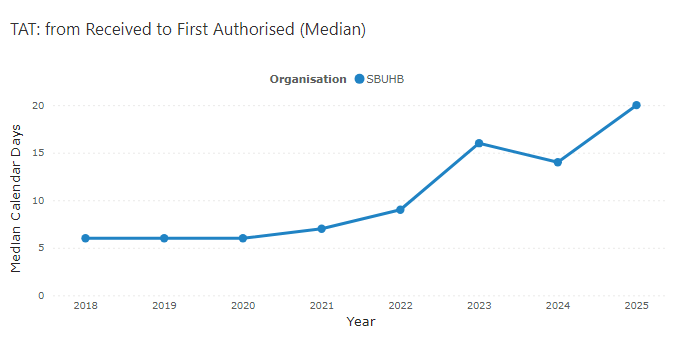 TAT: from Received to First Authorised (Median)
Organisation SBUHB
Median Calendar Days
20
15
10
5
0
2018 2019 2020 2021 2022 2023 2024 2025
Year